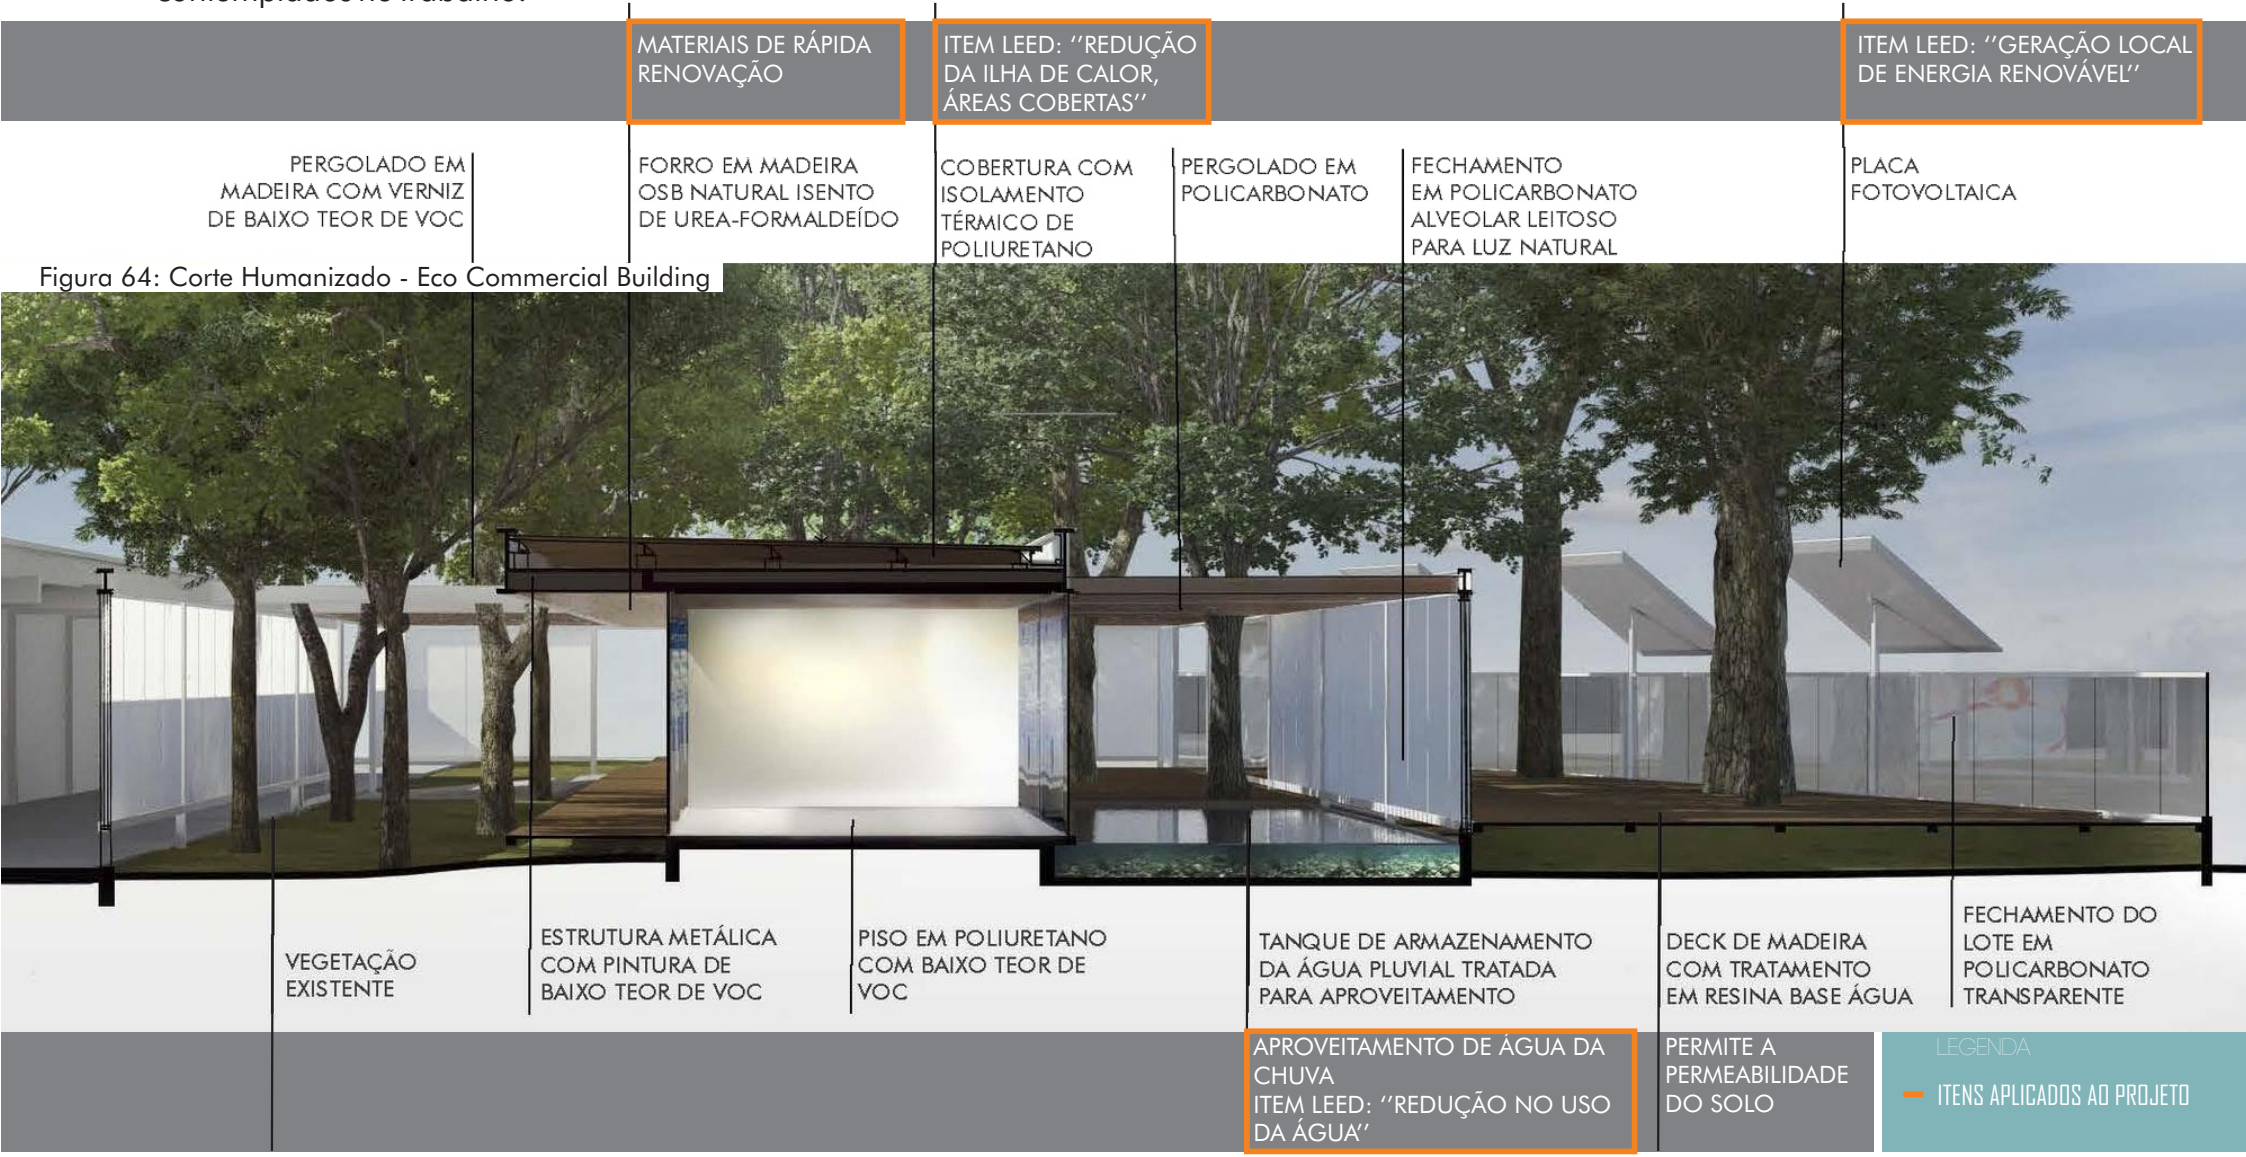 contemplados no trabalho.
MATERIAIS DE RÁPIDA
RENOVAÇÃO
ITEM LEED: ''REDUÇÃO
DA ILHA DE CALOR,
ÁREAS COBERTAS''
ITEM LEED: ''GERAÇÃO LOCAL
DE ENERGIA RENOVÁVEL''
PERGOLADO EM
MADEIRA COM VERNIZ
DE BAIXO TEOR DE VOC
FORRO EM MADEIRA
OSB NATURAL ISENTO
DE UREA-FORMALDEÍDO
COBERTURA COM
ISOLAMENTO
TÉRMICO DE
POLIURETANO
PERGOLADO EM
POLICARBONATO
FECHAMENTO
EM POLICARBONATO
ALVEOLAR LEITOSO
PARA LUZ NATURAL
PLACA
FOTOVOLTAICA
Figura 64: Corte Humanizado - Eco Commercial Building
VEGETAÇÃO
EXISTENTE
ESTRUTURA METÁLICA
COM PINTURA DE
BAIXO TEOR DE VOC
PISO EM POLIURETANO
COM BAIXO TEOR DE
VOC
TANQUE DE ARMAZENAMENTO
DA ÁGUA PLUVIAL TRATADA
PARA APROVEITAMENTO
DECK DE MADEIRA
COM TRATAMENTO
EM RESINA BASE ÁGUA
FECHAMENTO DO
LOTE EM
POLICARBONATO
TRANSPARENTE
APROVEITAMENTO DE ÁGUA DA
CHUVA
ITEM LEED: ''REDUÇÃO NO USO
DA ÁGUA''
PERMITE A
PERMEABILIDADE
DO SOLO
LEGENDA
ITENS APLICADOS AO PROJETO